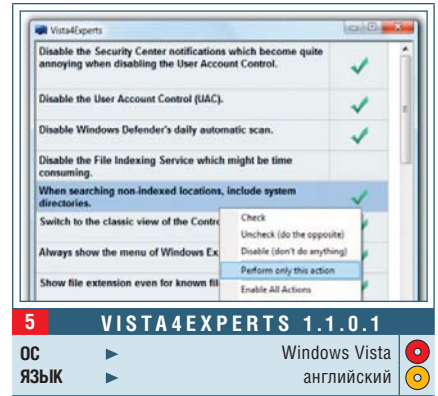 Vista4Experts
Disable the Security Center notifications which become quite
annoying when disabling the User Account Control.
Disable the User Account Control (UAC).
Disable Windows Defender's daily automatic scan.
Disable the File Indexing Service which might be time
consuming.
When searching non-indexed locations, include system
directories.
Switch to the classic view of the Contro
Always show the menu of Windows Ex
Show file extension even for known fil
Check
Uncheck (do the opposite)
Disable (don't do anything)
Perform only this action
Enable All Actions
5 VISTA4EXPERTS 1.1.0.1
ОС Windows Vista
ЯЗЫК английский